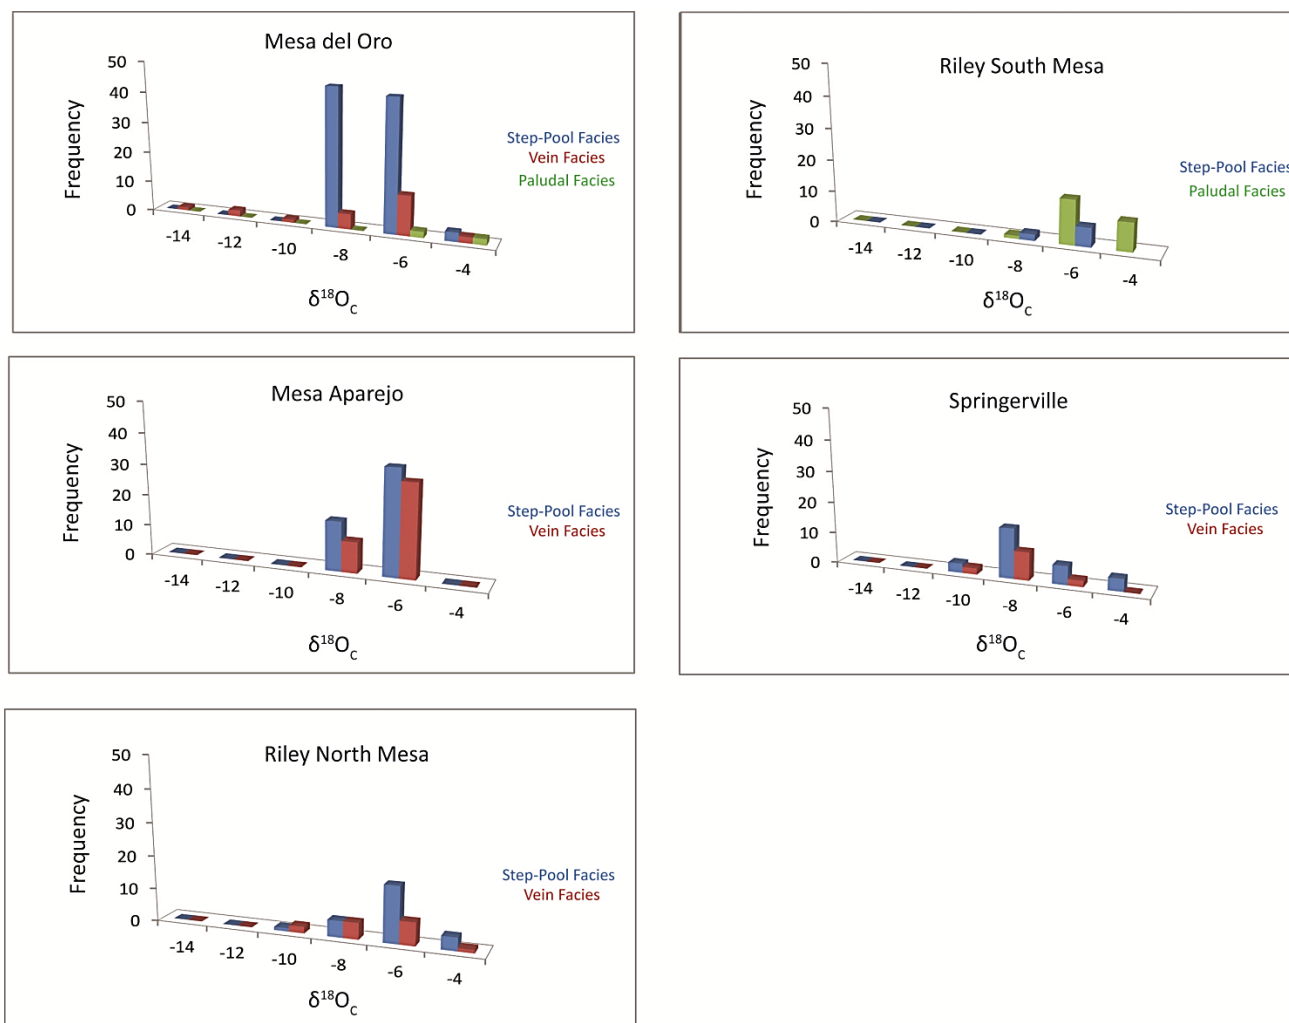 Mesa del Oro
50
40
30
20
10
0
Frequency
-14
-12
-10
-8
-6
-4
δ¹⁸O꜀
Step-Pool Facies
Vein Facies
Paludal Facies
Riley South Mesa
50
40
30
20
10
0
Frequency
-14
-12
-10
-8
-6
-4
δ¹⁸O꜀
Step-Pool Facies
Paludal Facies
Mesa Aparejo
50
40
30
20
10
0
Frequency
-14
-12
-10
-8
-6
-4
δ¹⁸O꜀
Step-Pool Facies
Vein Facies
Springerville
50
40
30
20
10
0
Frequency
-14
-12
-10
-8
-6
-4
δ¹⁸O꜀
Step-Pool Facies
Vein Facies
Riley North Mesa
50
40
30
20
10
0
Frequency
-14
-12
-10
-8
-6
-4
δ¹⁸O꜀
Step-Pool Facies
Vein Facies